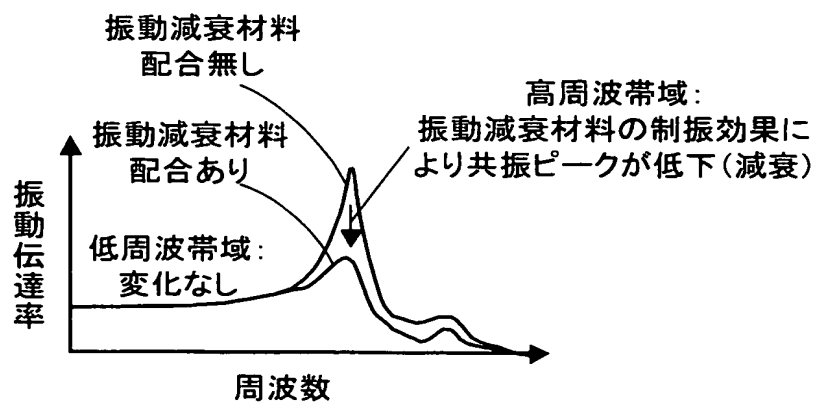 振動減衰材料
配合無し
高周波帯域:
振動減衰材料の制振効果に
より共振ピークが低下(減衰)
振動減衰材料
配合あり
低周波帯域:
変化なし
振動伝達率
周波数